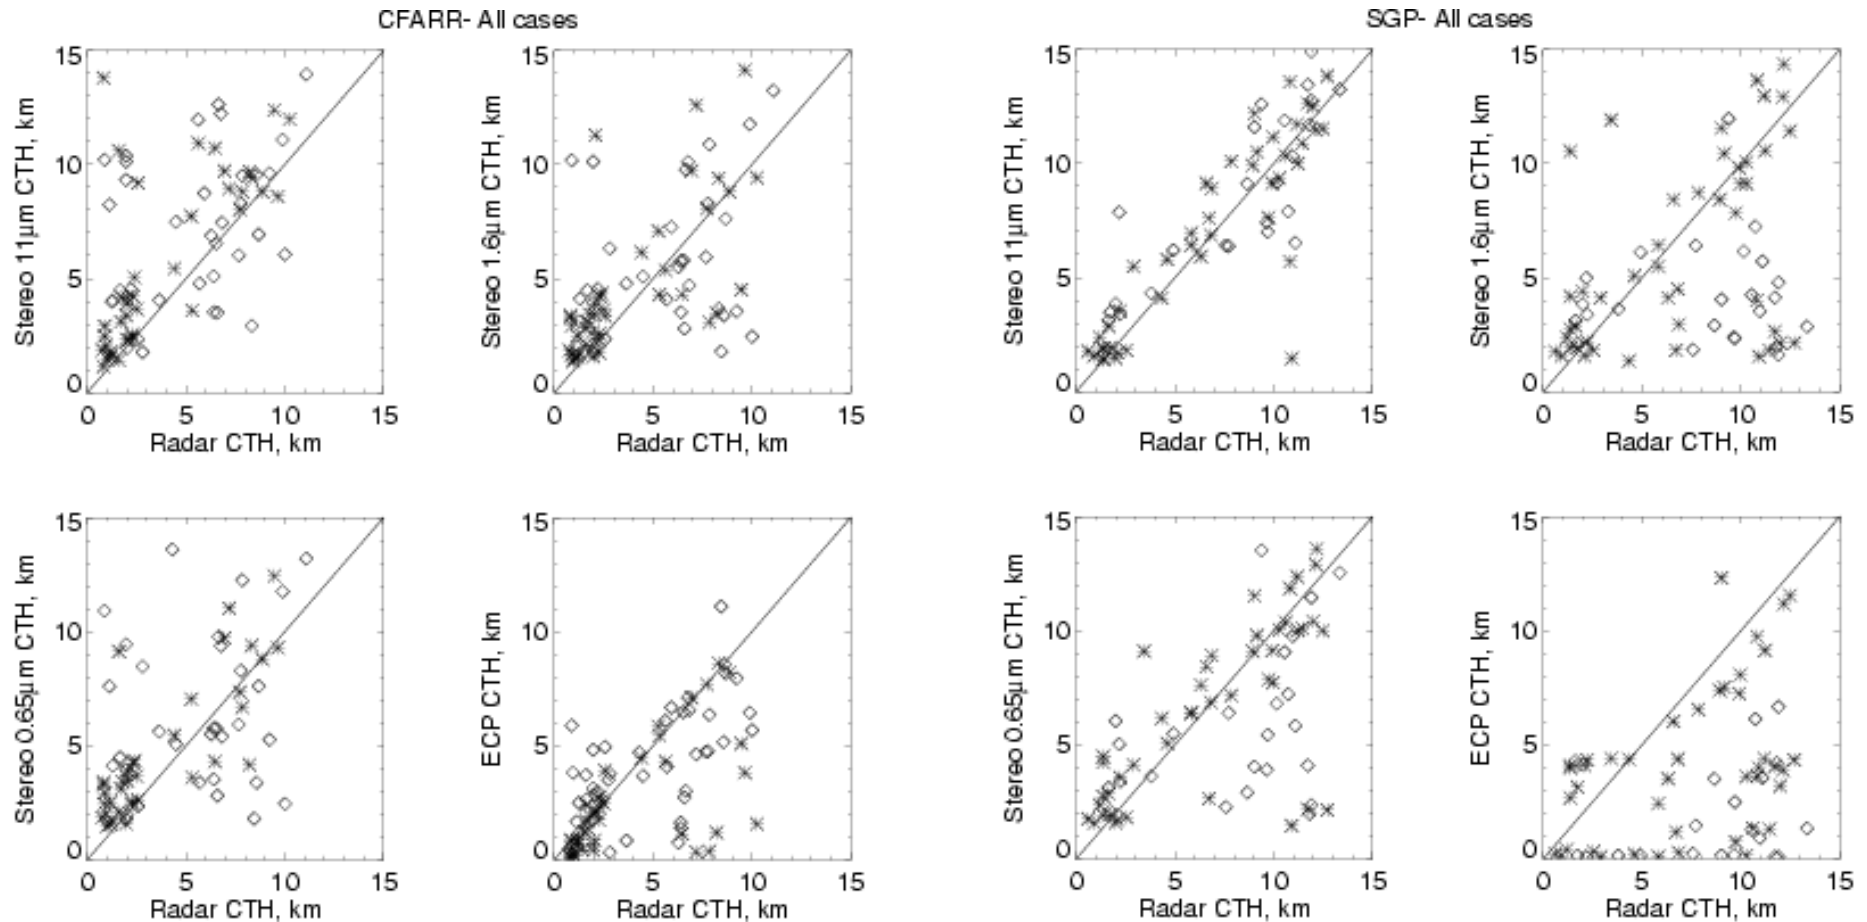 CFARR- All cases
SGP- All cases
15
10
5
0
Stereo 11µm CTH, km
0 5 10 15
Radar CTH, km
15
10
5
0
Stereo 1.6µm CTH, km
0 5 10 15
Radar CTH, km
15
10
5
0
Stereo 11µm CTH, km
0 5 10 15
Radar CTH, km
15
10
5
0
Stereo 1.6µm CTH, km
0 5 10 15
Radar CTH, km
15
10
5
0
Stereo 0.65µm CTH, km
0 5 10 15
Radar CTH, km
15
10
5
0
ECP CTH, km
0 5 10 15
Radar CTH, km
15
10
5
0
Stereo 0.65µm CTH, km
0 5 10 15
Radar CTH, km
15
10
5
0
ECP CTH, km
0 5 10 15
Radar CTH, km